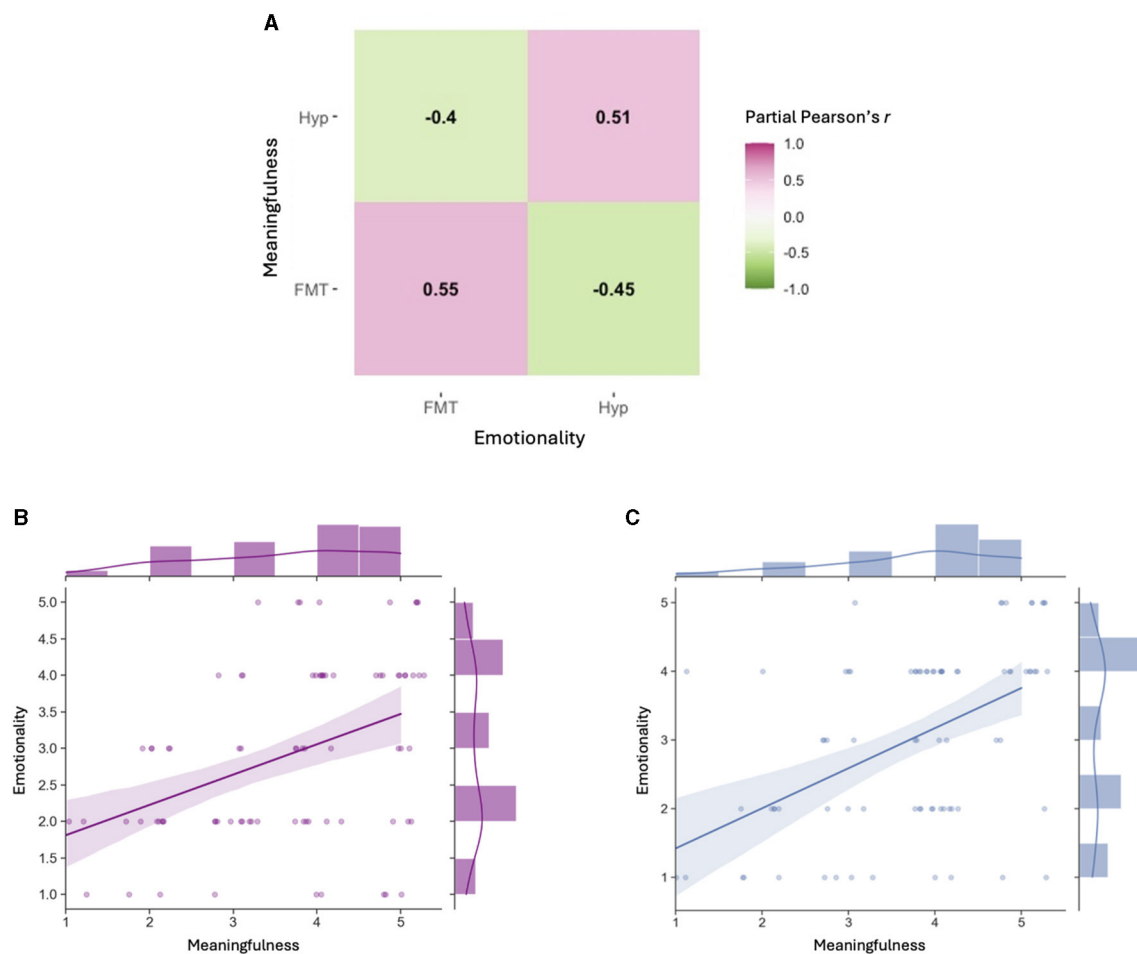 A
Meaningfulness
Hyp
-0.4
0.51
FMT
0.55
-0.45
FMT
Hyp
Emotionality
Partial Pearson's r
1.0
0.5
0.0
-0.5
-1.0
B
Emotionality
5.0
4.5
4.0
3.5
3.0
2.5
2.0
1.5
1.0
1 2 3 4 5
Meaningfulness
C
Emotionality
5
4
3
2
1
1 2 3 4 5
Meaningfulness